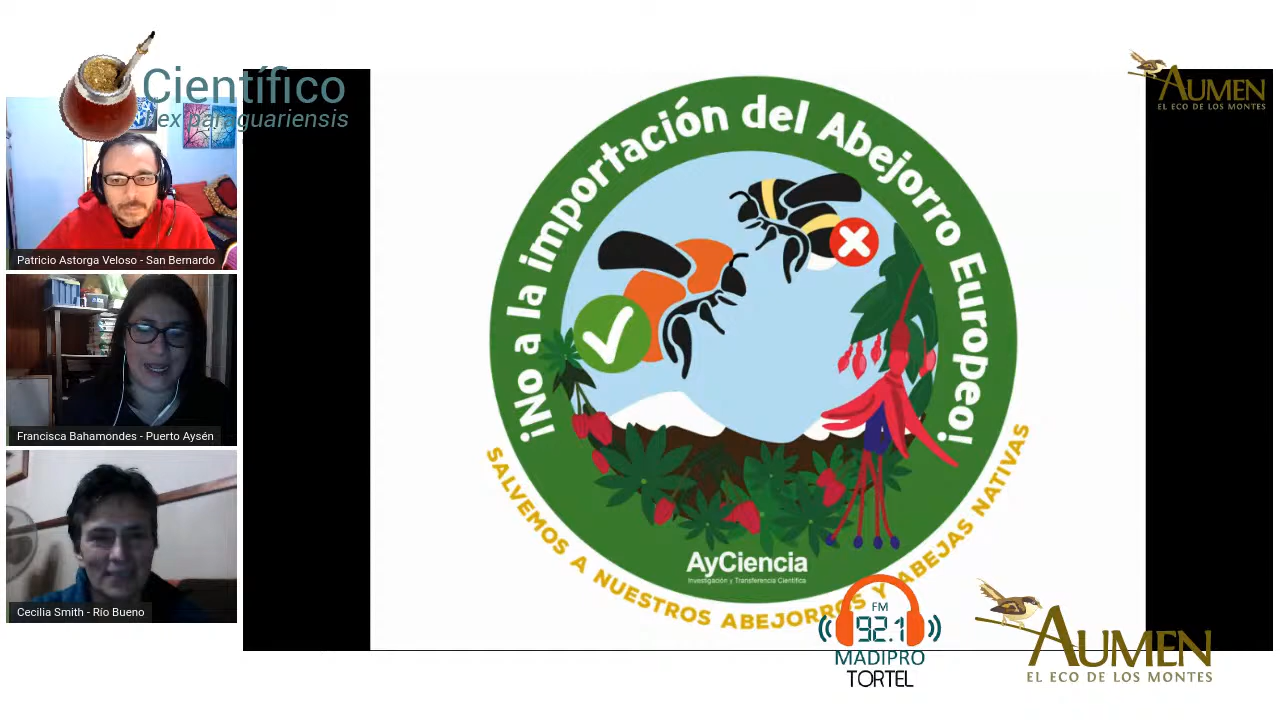 Científico
ex paraguariensis
AUMEN
EL ECO DE LOS MONTES
Patricio Astorga Veloso - San Bernardo
Francisca Bahamondes - Puerto Aysén
Cecilia Smith - Río Bueno
¡No a la importación del Abejorro Europeo!
SALVEMOS A NUESTROS ABEJORROS Y ABEJAS NATIVAS
AyCiencia
Investigación y Transferencia Científica
FM
92.1
MADIPRO
TORTEL
AUMEN
EL ECO DE LOS MONTES